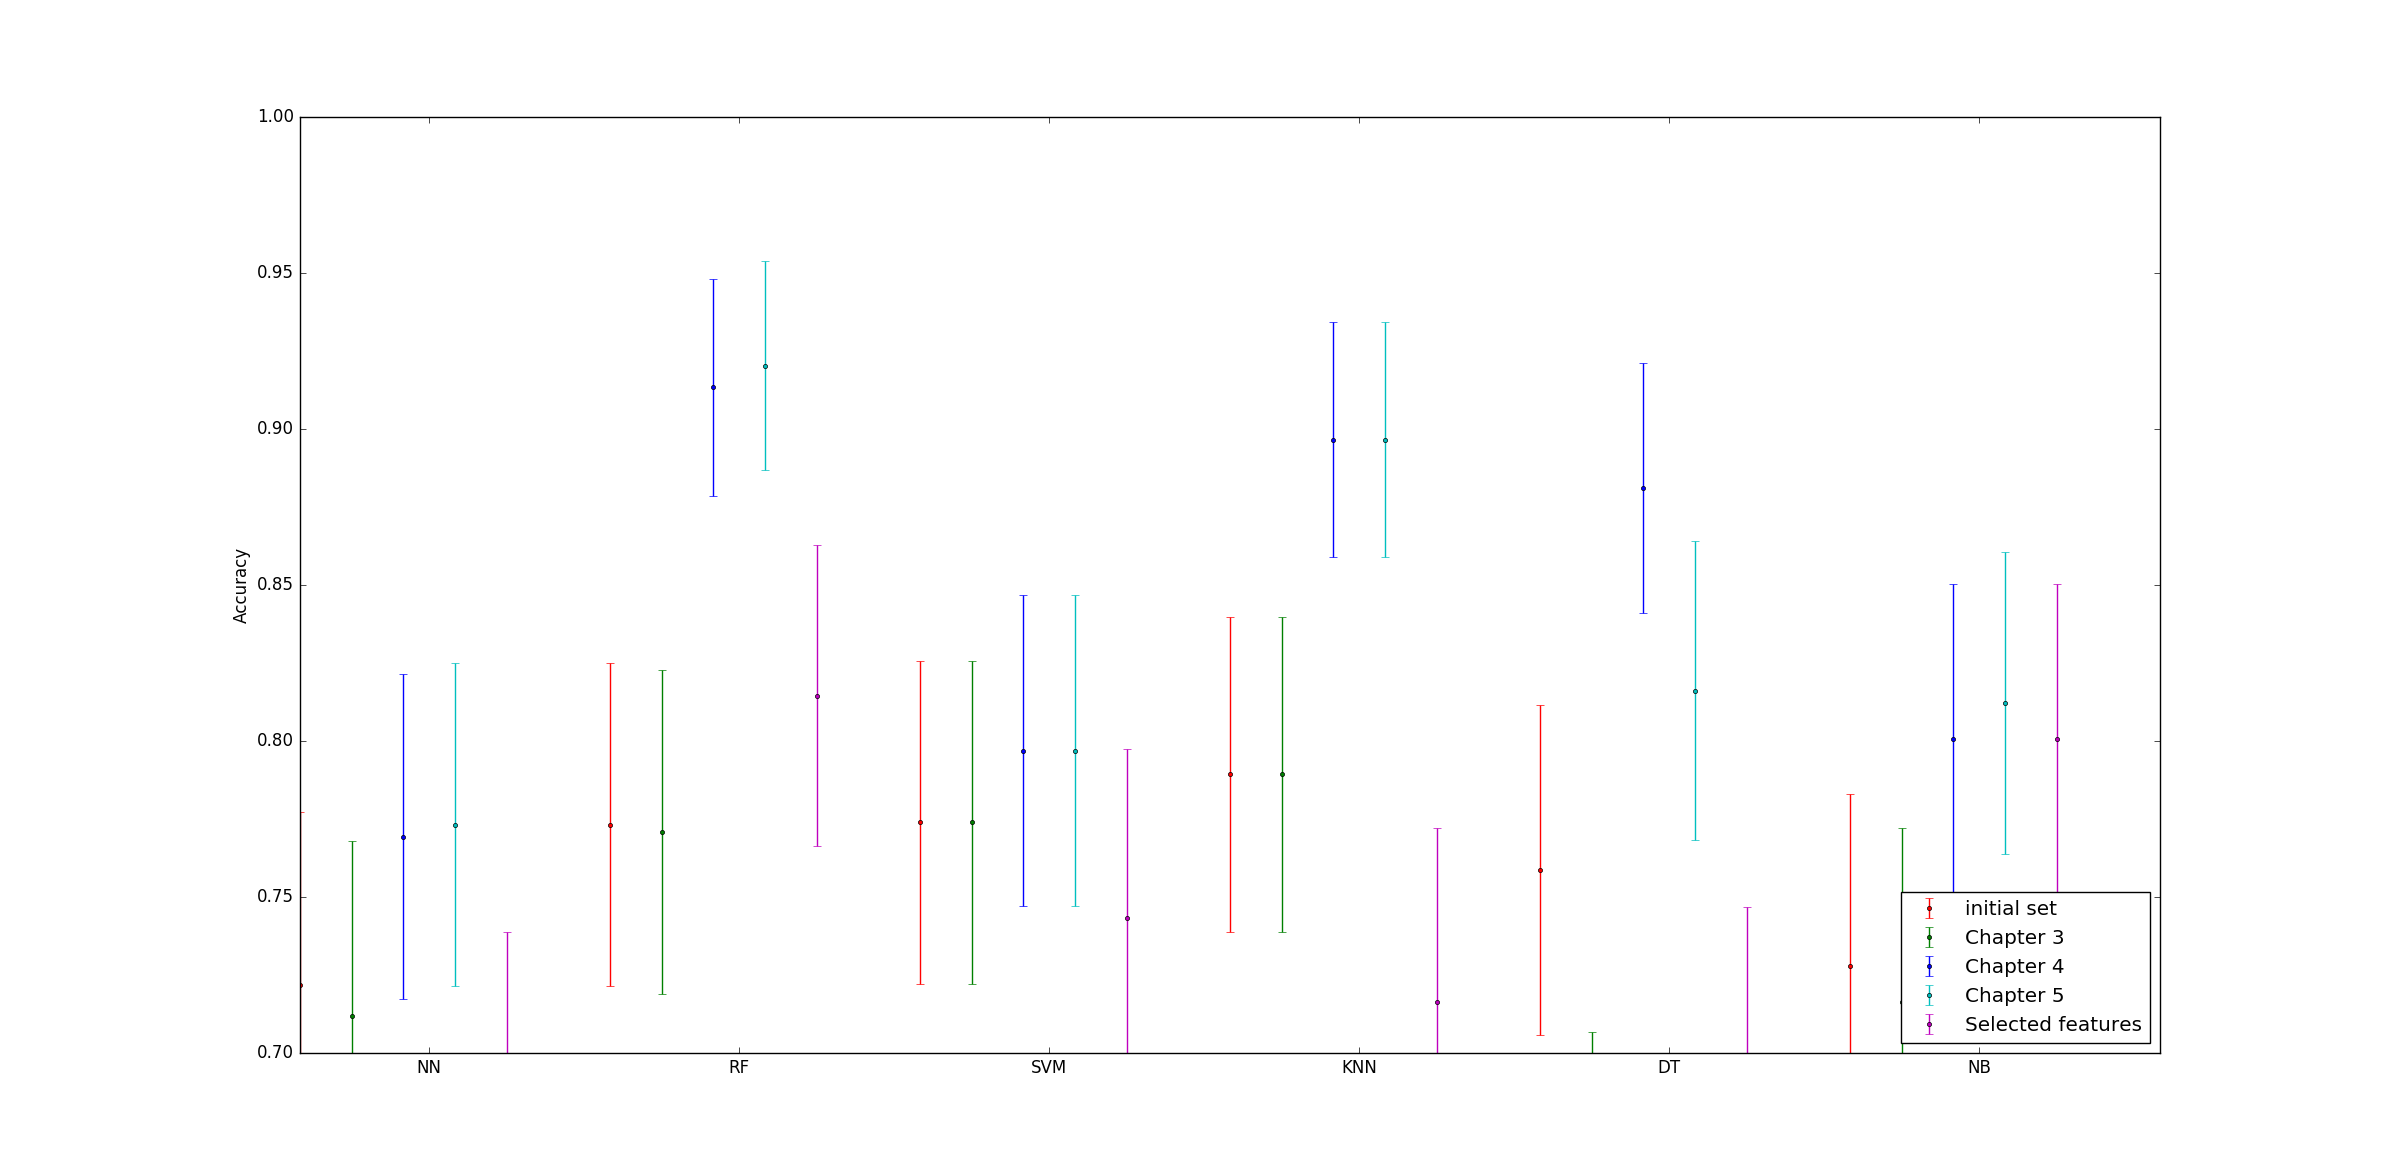 1.00
0.95
0.90
0.85
0.80
0.75
0.70
Accuracy
NN RF SVM KNN DT NB
initial set
Chapter 3
Chapter 4
Chapter 5
Selected features